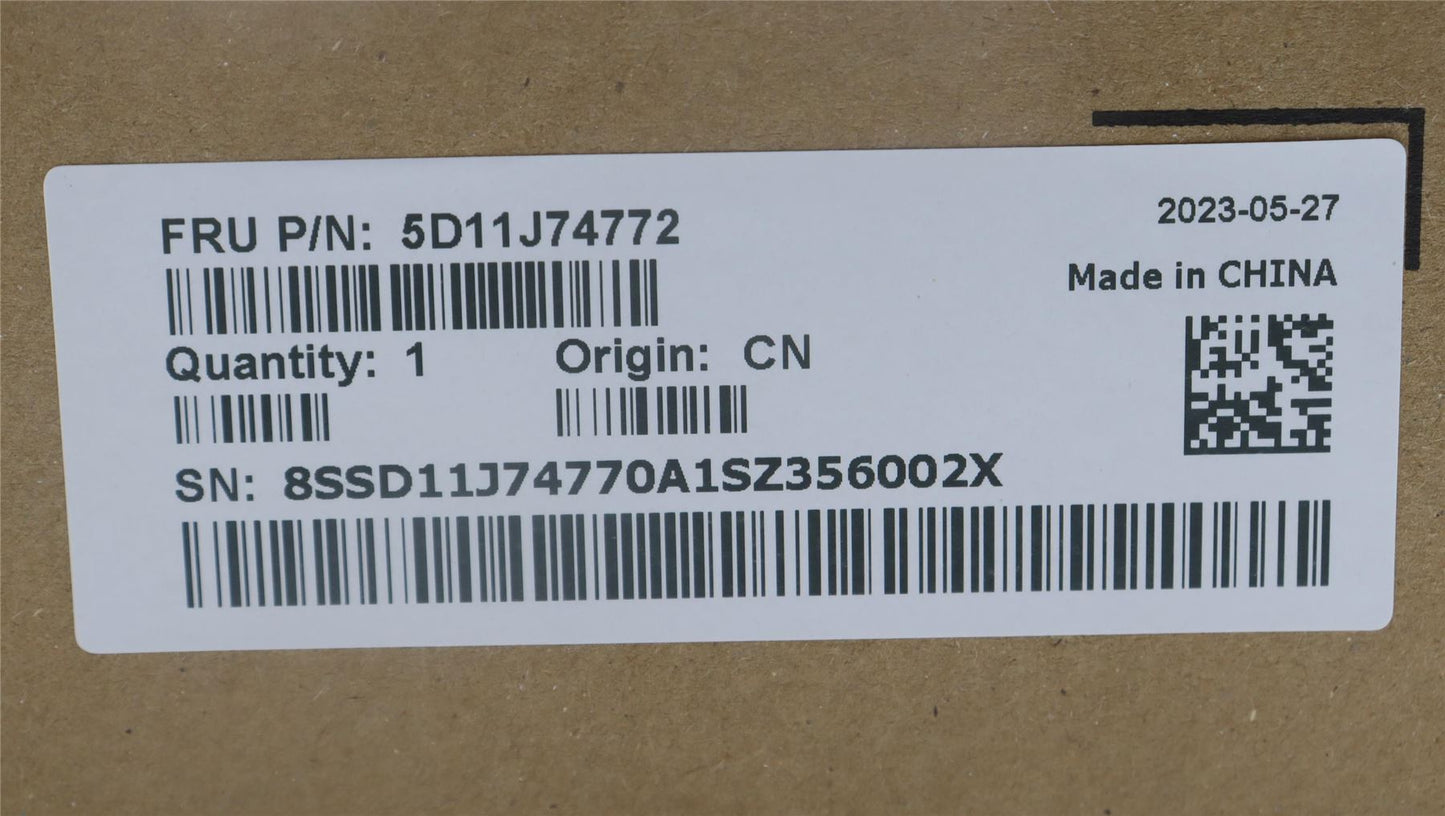 2023-05-27
FRU P/N: 5D11J74772
Made in CHINA
Quantity: 1 Origin: CN
SN: 8SSD11J74770A1SZ356002X